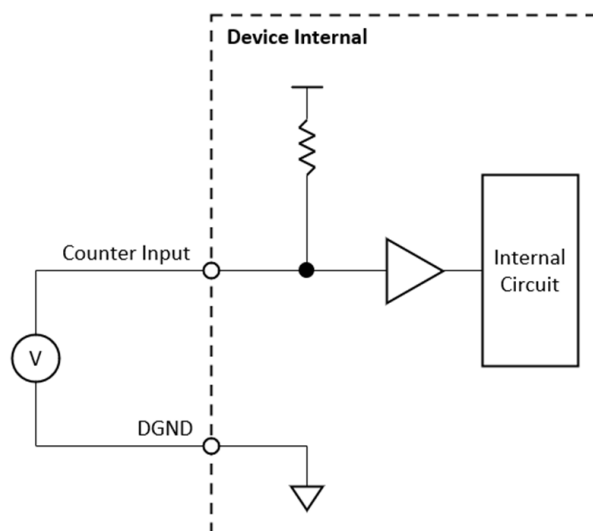 Device Internal
Counter Input
Internal
Circuit
V
DGND